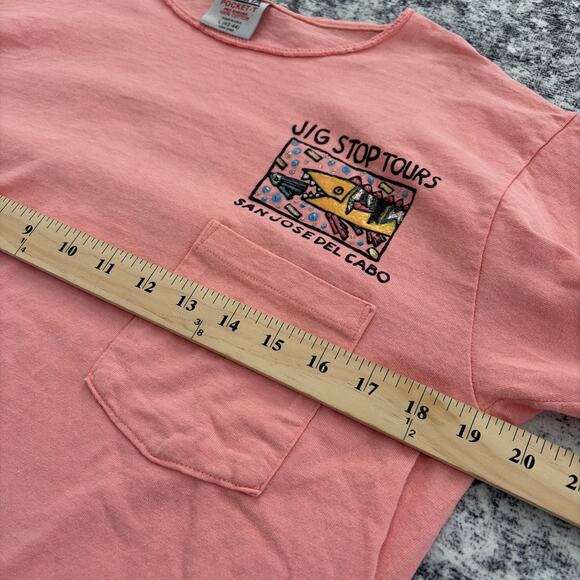 POCKET-T
JIG STOP TOURS
SAN JOSE DEL CABO
9 10 11 12 13 14 15 16 17 18 19 20
1/4 3/8 1/2